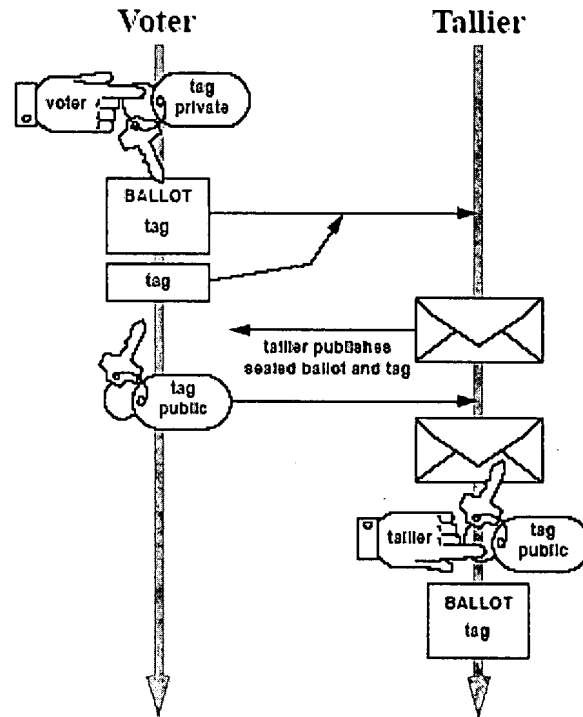 Voter
Tallier
voter
tag
private
BALLOT
tag
tag
tallier publishes
sealed ballot and tag
tag
public
tallier
tag
public
BALLOT
tag